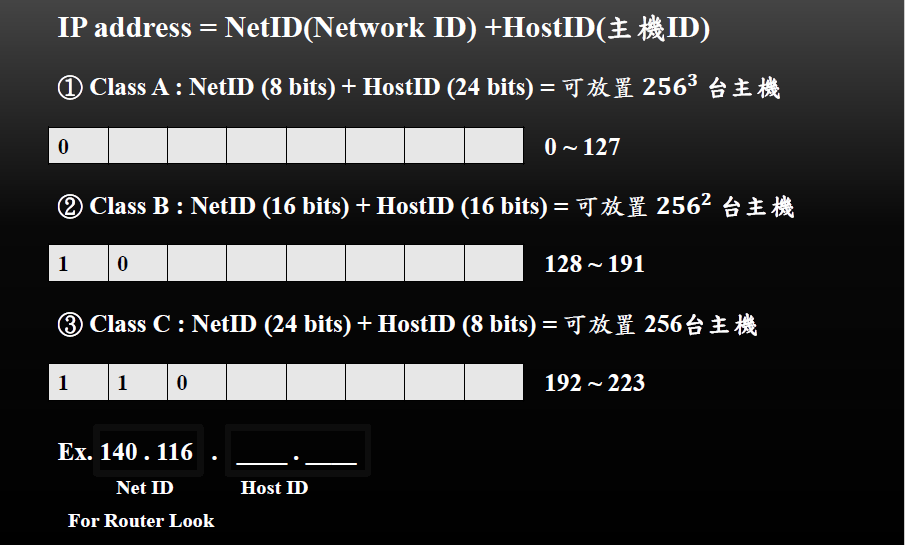 IP address = NetID(Network ID) +HostID(主機ID)
① Class A : NetID (8 bits) + HostID (24 bits) = 可放置 256³ 台主機
0 0 ~ 127
② Class B : NetID (16 bits) + HostID (16 bits) = 可放置 256² 台主機
1 0 128 ~ 191
③ Class C : NetID (24 bits) + HostID (8 bits) = 可放置 256台主機
1 1 0 192 ~ 223
Ex. 140 . 116 . ____ . ____
Net ID Host ID
For Router Look